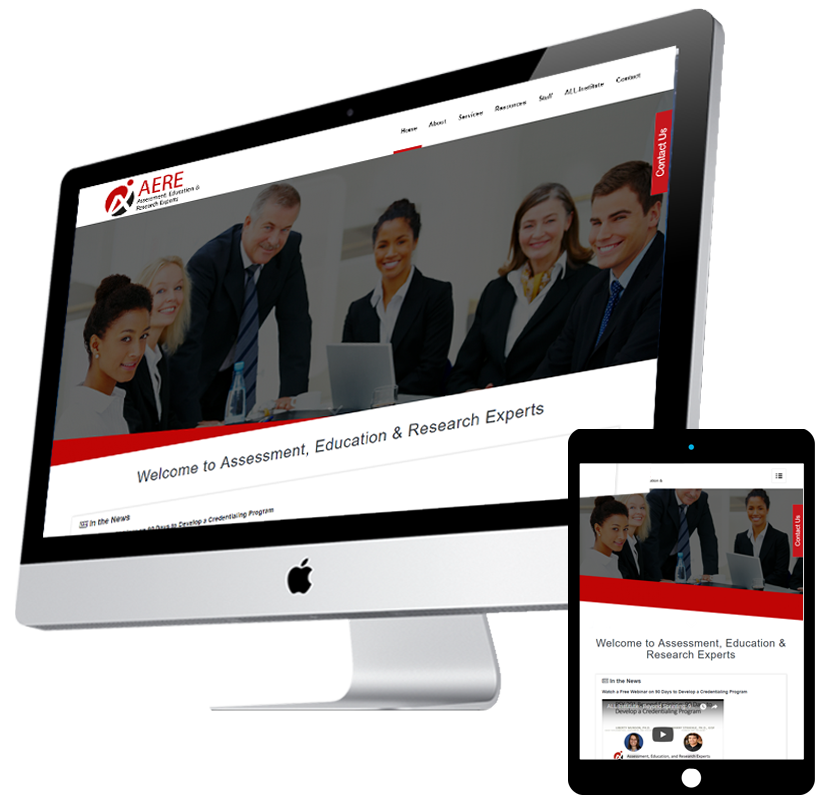 Home About Services Resources Staff ALL Institute Contact
AERE
Assessment, Education &
Research Experts
Contact Us
Welcome to Assessment, Education & Research Experts
In the News
on 90 Days to Develop a Credentialing Program
Contact Us
Welcome to Assessment, Education &
Research Experts
In the News
Watch a Free Webinar on 90 Days to Develop a Credentialing Program
Develop a Credentialing Program
Assessment, Education, and Research Experts